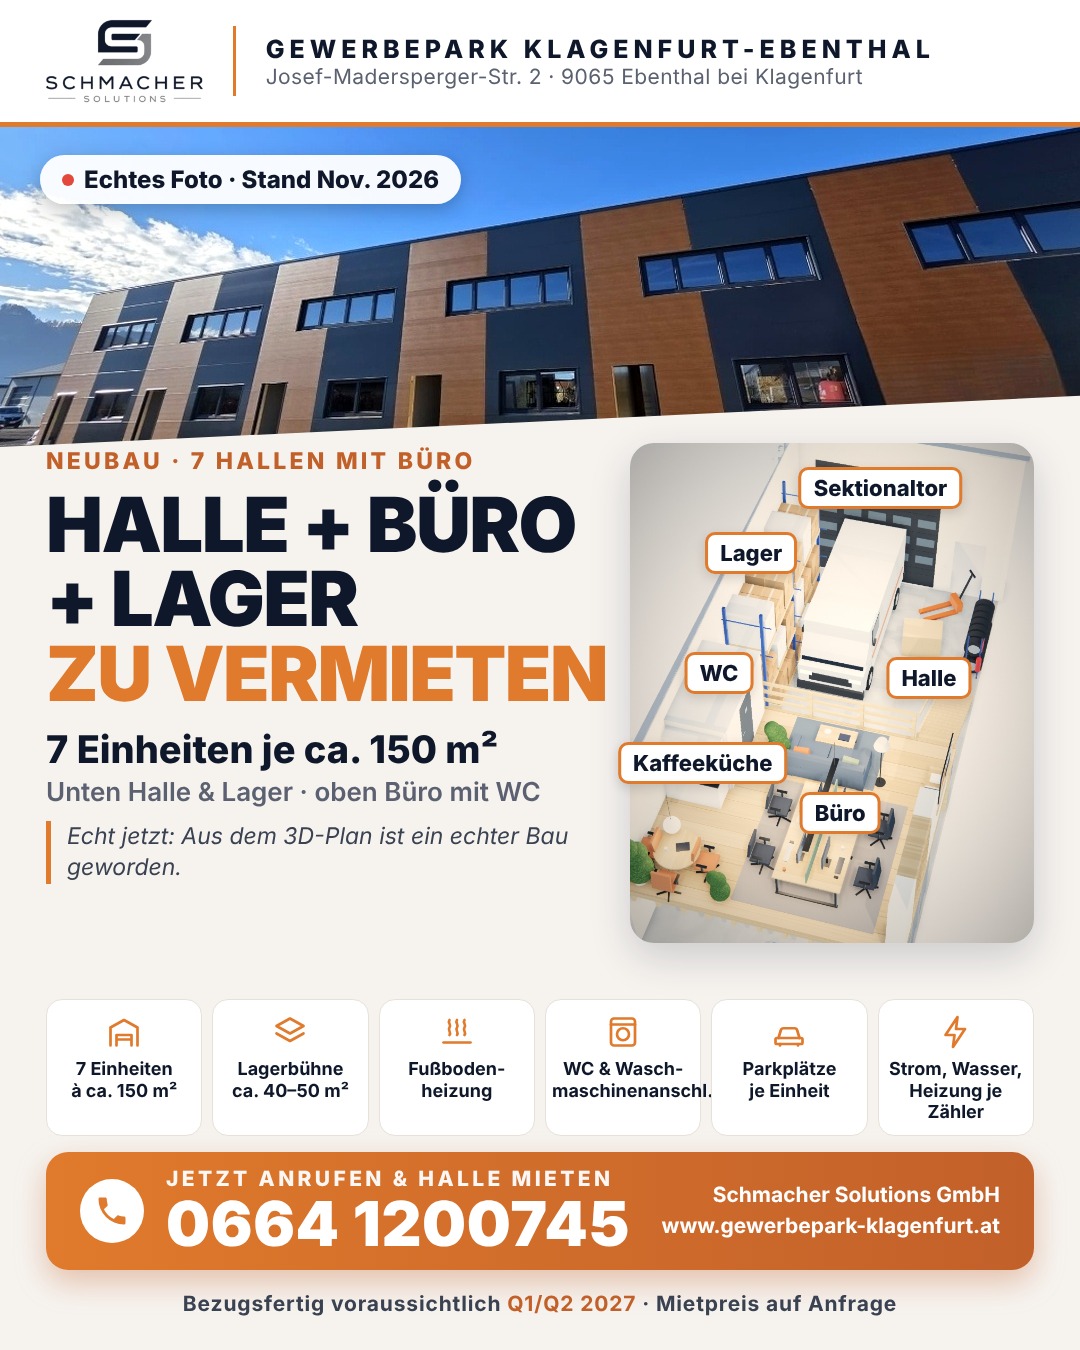 SCHMACHER
SOLUTIONS
GEWERBEPARK KLAGENFURT-EBENTHAL
Josef-Madersperger-Str. 2 · 9065 Ebenthal bei Klagenfurt
Echtes Foto · Stand Nov. 2026
NEUBAU · 7 HALLEN MIT BÜRO
HALLE + BÜRO
+ LAGER
ZU VERMIETEN
7 Einheiten je ca. 150 m²
Unten Halle & Lager · oben Büro mit WC
Echt jetzt: Aus dem 3D-Plan ist ein echter Bau
geworden.
Sektionaltor
Lager
WC
Halle
Kaffeeküche
Büro
7 Einheiten
à ca. 150 m²
Lagerbühne
ca. 40–50 m²
Fußboden-
heizung
WC & Wasch-
maschinenanschl.
Parkplätze
je Einheit
Strom, Wasser,
Heizung je
Zähler
JETZT ANRUFEN & HALLE MIETEN
0664 1200745
Schmacher Solutions GmbH
www.gewerbepark-klagenfurt.at
Bezugsfertig voraussichtlich Q1/Q2 2027 · Mietpreis auf Anfrage